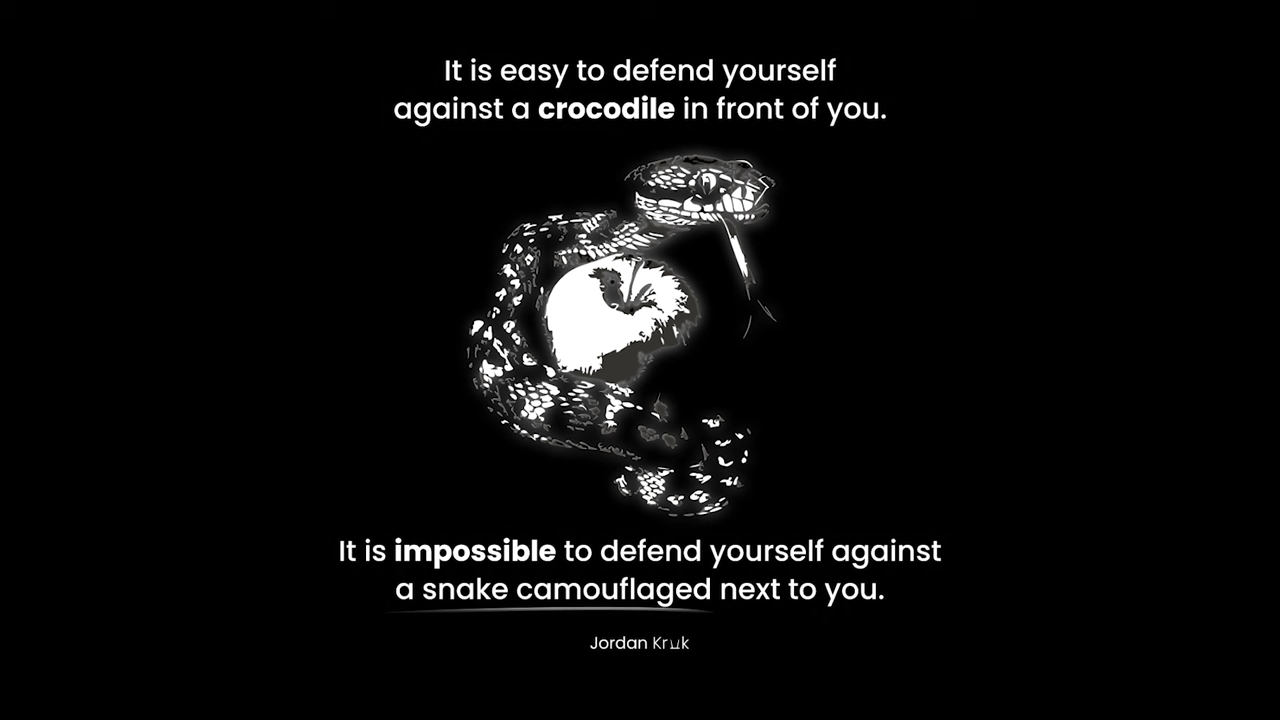 It is easy to defend yourself
against a crocodile in front of you.
It is impossible to defend yourself against
a snake camouflaged next to you.
Jordan